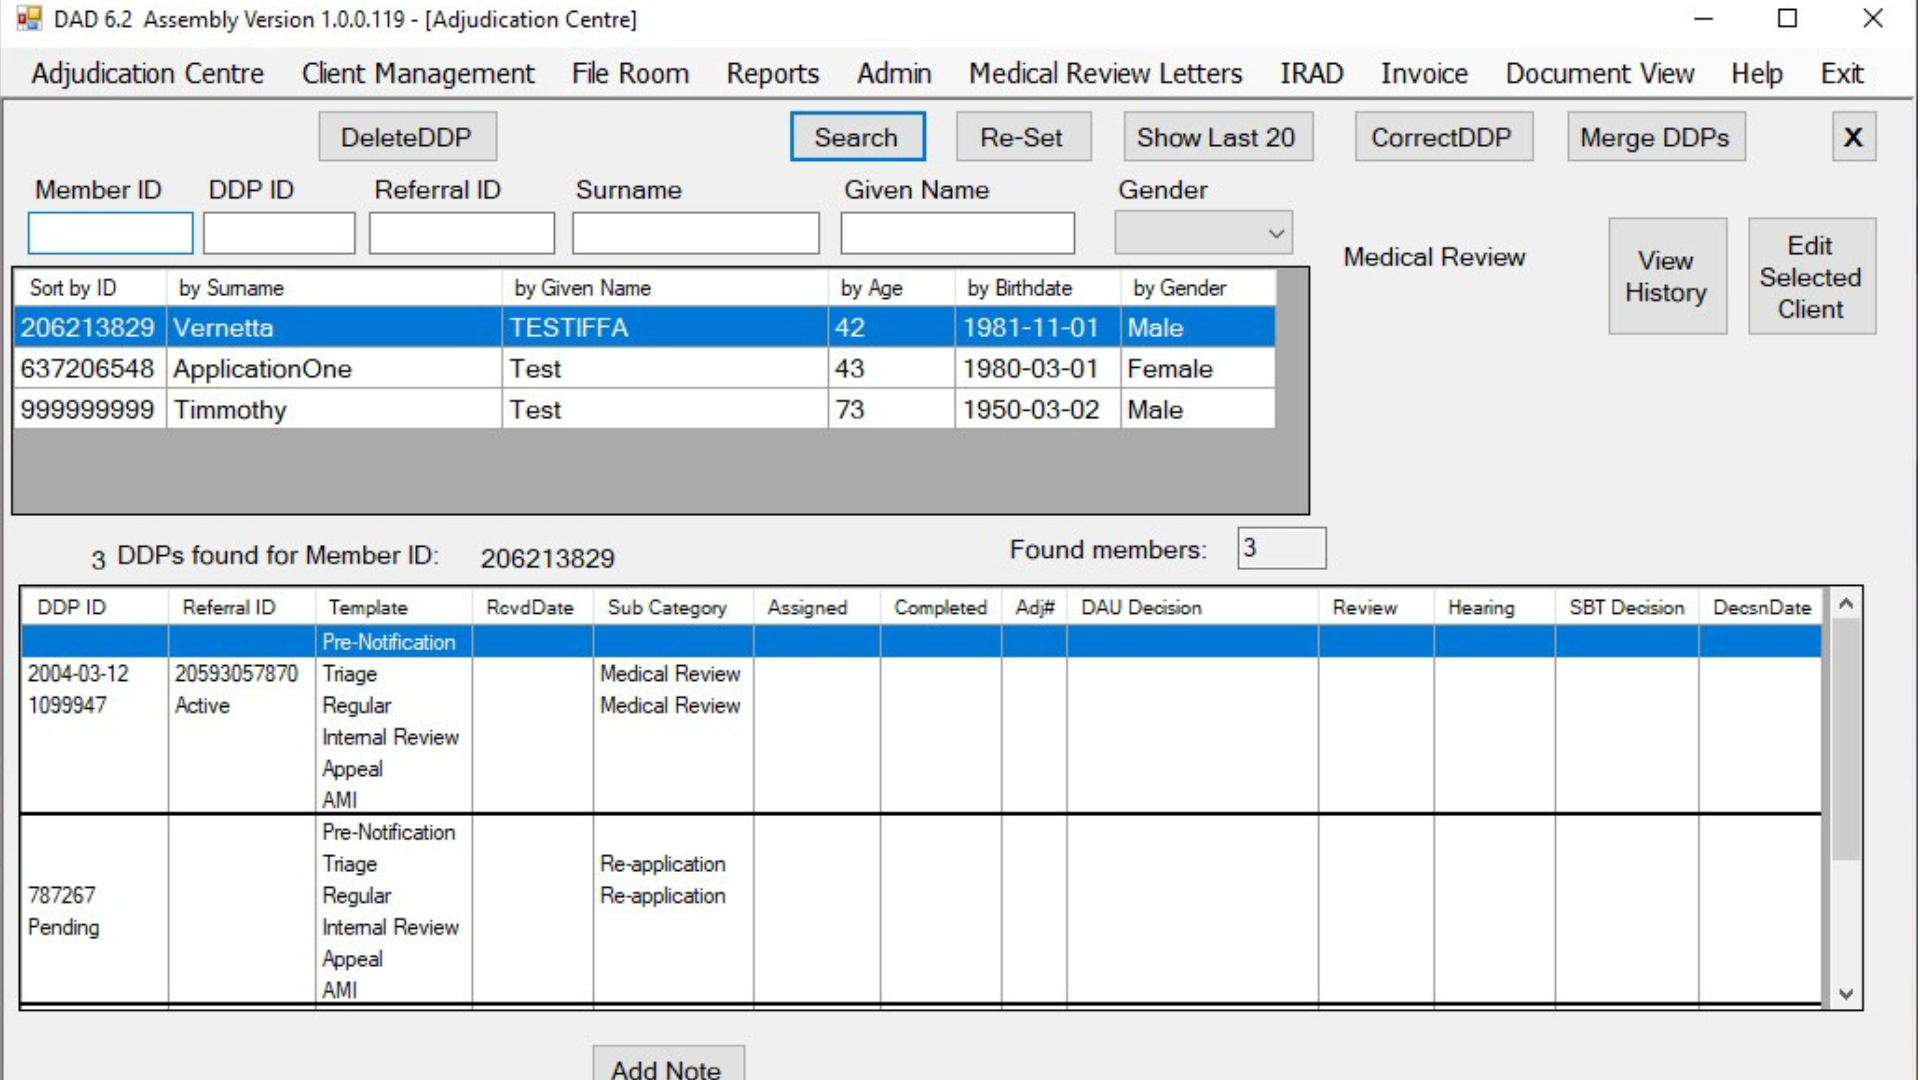 DAD 6.2 Assembly Version 1.0.0.119 - [Adjudication Centre]
Adjudication Centre Client Management File Room Reports Admin Medical Review Letters IRAD Invoice Document View Help Exit
DeleteDDP Search Re-Set Show Last 20 CorrectDDP Merge DDPs X
Member ID DDP ID Referral ID Surname Given Name Gender
Medical Review
View History
Edit Selected Client
Sort by ID by Surname by Given Name by Age by Birthdate by Gender
206213829 Vernetta TESTIFFA 42 1981-11-01 Male
637206548 ApplicationOne Test 43 1980-03-01 Female
999999999 Timmothy Test 73 1950-03-02 Male
3 DDPs found for Member ID: 206213829 Found members: 3
DDP ID Referral ID Template RcvdDate Sub Category Assigned Completed Adj# DAU Decision Review Hearing SBT Decision DecsnDate
Pre-Notification
2004-03-12 20593057870 Triage Medical Review
1099947 Active Regular Medical Review
Internal Review
Appeal
AMI
Pre-Notification
Triage Re-application
787267 Regular Re-application
Pending Internal Review
Appeal
AMI
Add Note